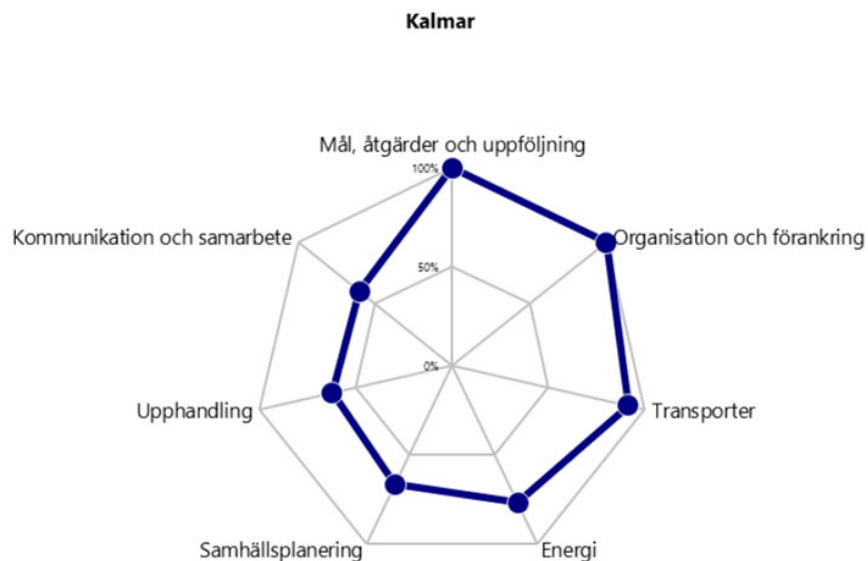 Kalmar
Mål, åtgärder och uppföljning
100%
Kommunikation och samarbete
Organisation och förankring
50%
0%
Upphandling
Transporter
Samhällsplanering
Energi